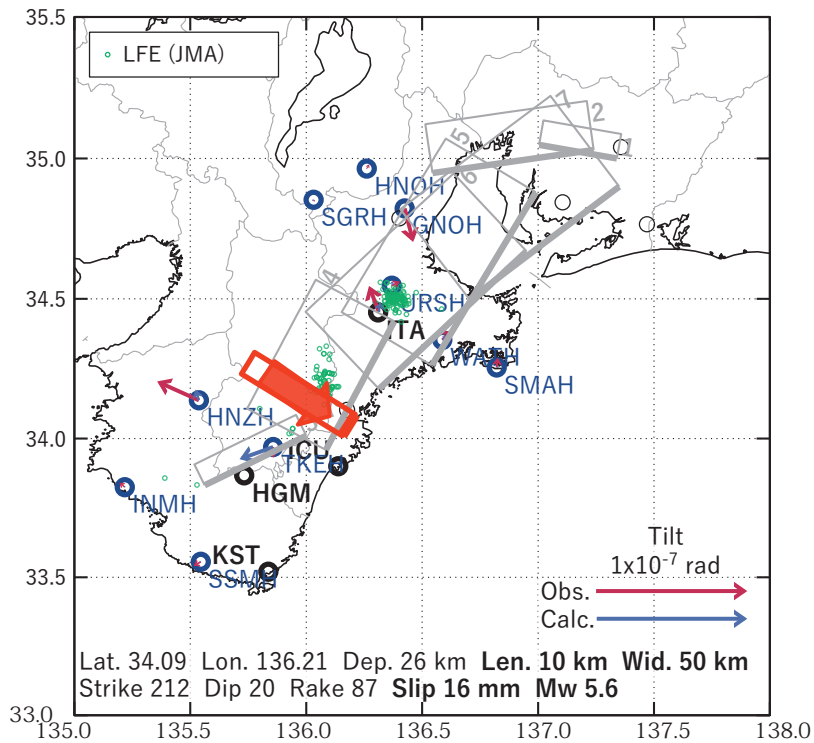 35.5
LFE (JMA)
7
2
5
6
35.0
HNOH
SGRH
GNOH
4
34.5
URSH
ITA
WATH
SMAH
HNZH
34.0
ICU
TKEH
HGM
INMH
KST
SSMH
33.5
Tilt
1x10⁻⁷ rad
Obs.
Calc.
Lat. 34.09 Lon. 136.21 Dep. 26 km Len. 10 km Wid. 50 km
Strike 212 Dip 20 Rake 87 Slip 16 mm Mw 5.6
33.0
135.0 135.5 136.0 136.5 137.0 137.5 138.0